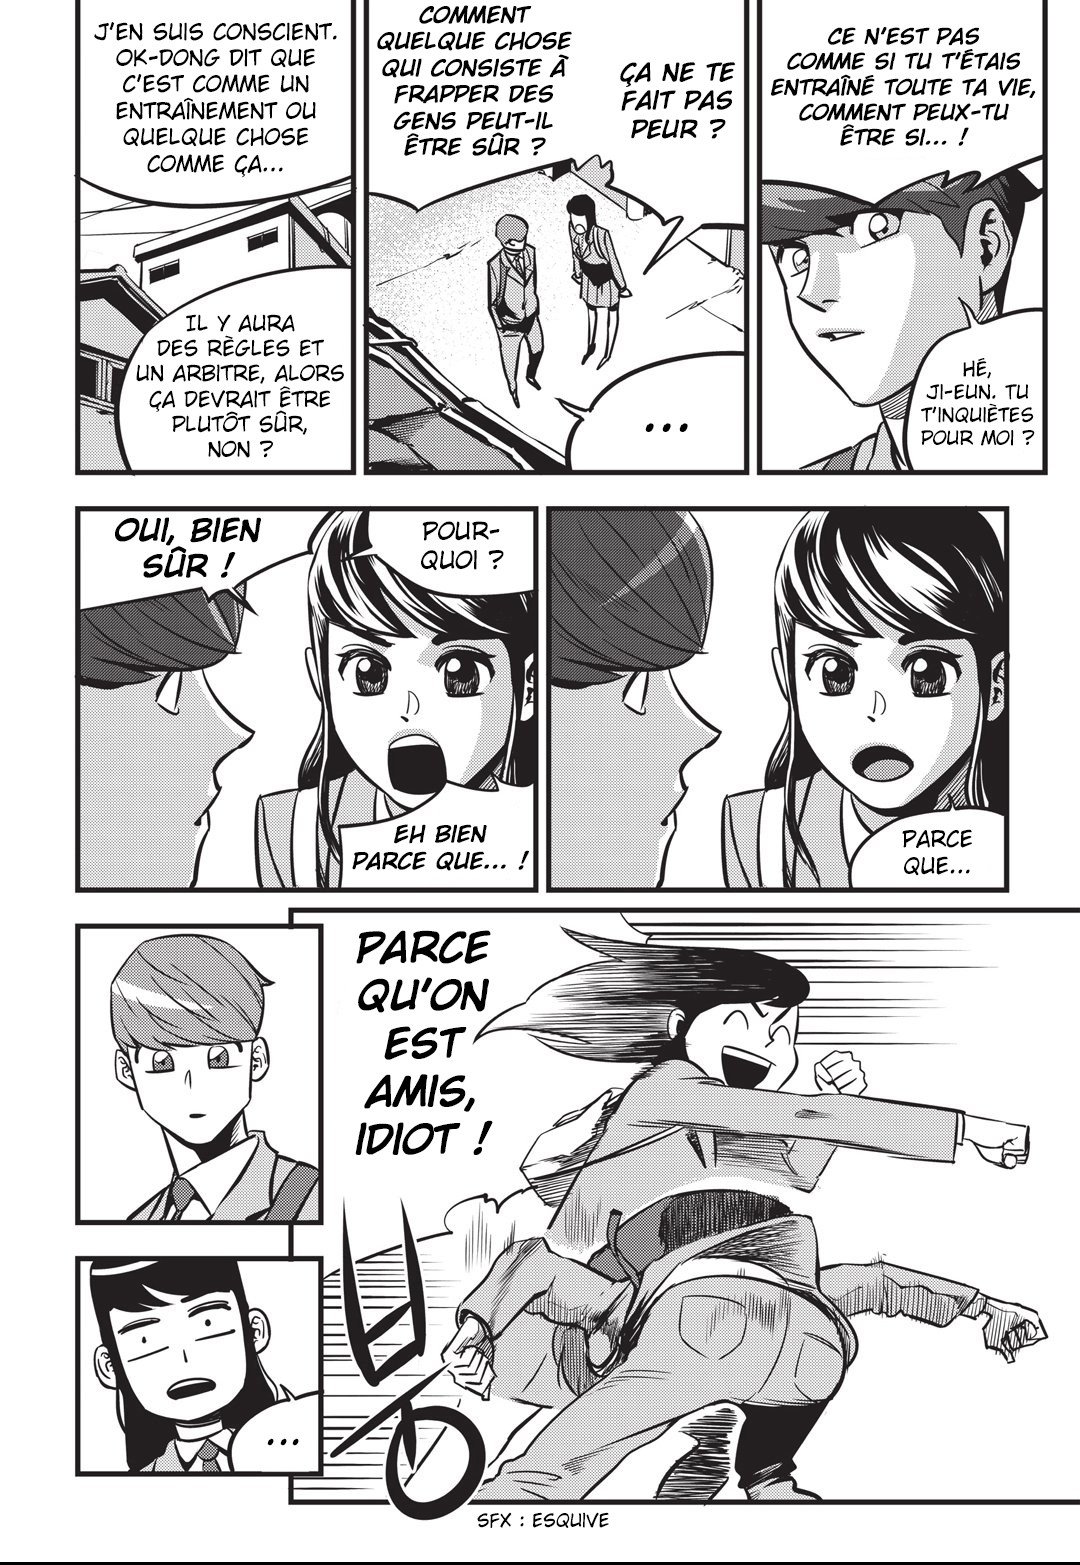 J'EN SUIS CONSCIENT.
OK-DONG DIT QUE
C'EST COMME UN
ENTRAÎNEMENT OU
QUELQUE CHOSE
COMME ÇA...
IL Y AURA
DES RÈGLES ET
UN ARBITRE, ALORS
ÇA DEVRAIT ÊTRE
PLUTÔT SÛR,
NON ?
COMMENT
QUELQUE CHOSE
QUI CONSISTE À
FRAPPER DES
GENS PEUT-IL
ÊTRE SÛR ?
ÇA NE TE
FAIT PAS
PEUR ?
...
CE N'EST PAS
COMME SI TU T'ÉTAIS
ENTRAÎNÉ TOUTE TA VIE,
COMMENT PEUX-TU
ÊTRE SI... !
HÉ,
JI-EUN. TU
T'INQUIÈTES
POUR MOI ?
OUI, BIEN
SÛR !
POUR-
QUOI ?
EH BIEN
PARCE QUE... !
PARCE
QUE...
...
PARCE
QU'ON
EST
AMIS,
IDIOT !
벙
SFX : ESQUIVE